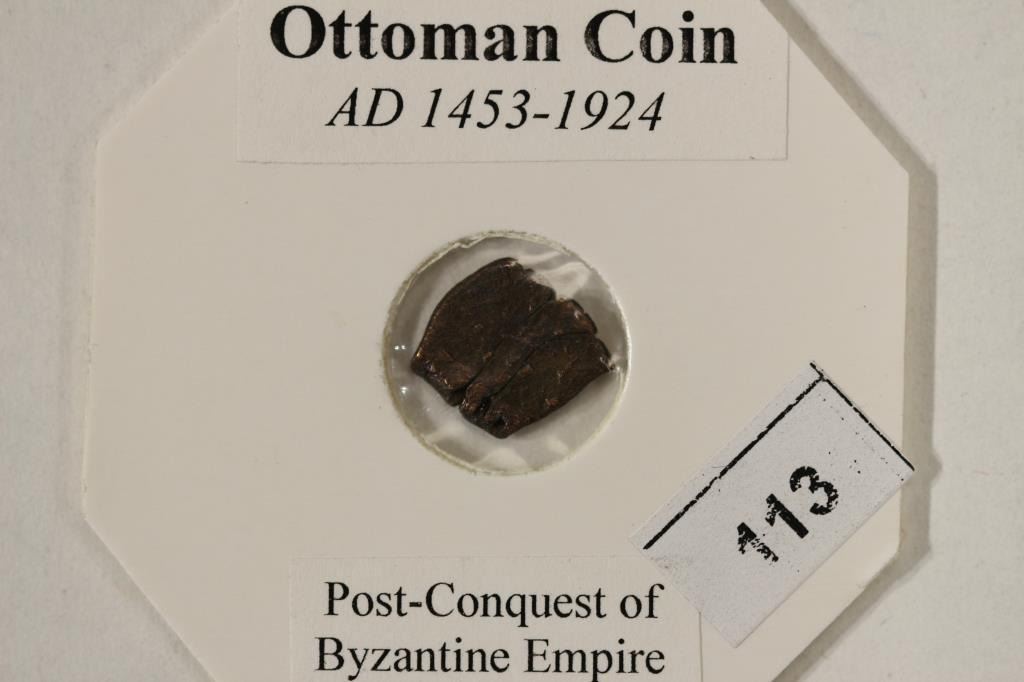 Ottoman Coin
AD 1453-1924
113
Post-Conquest of
Byzantine Empire